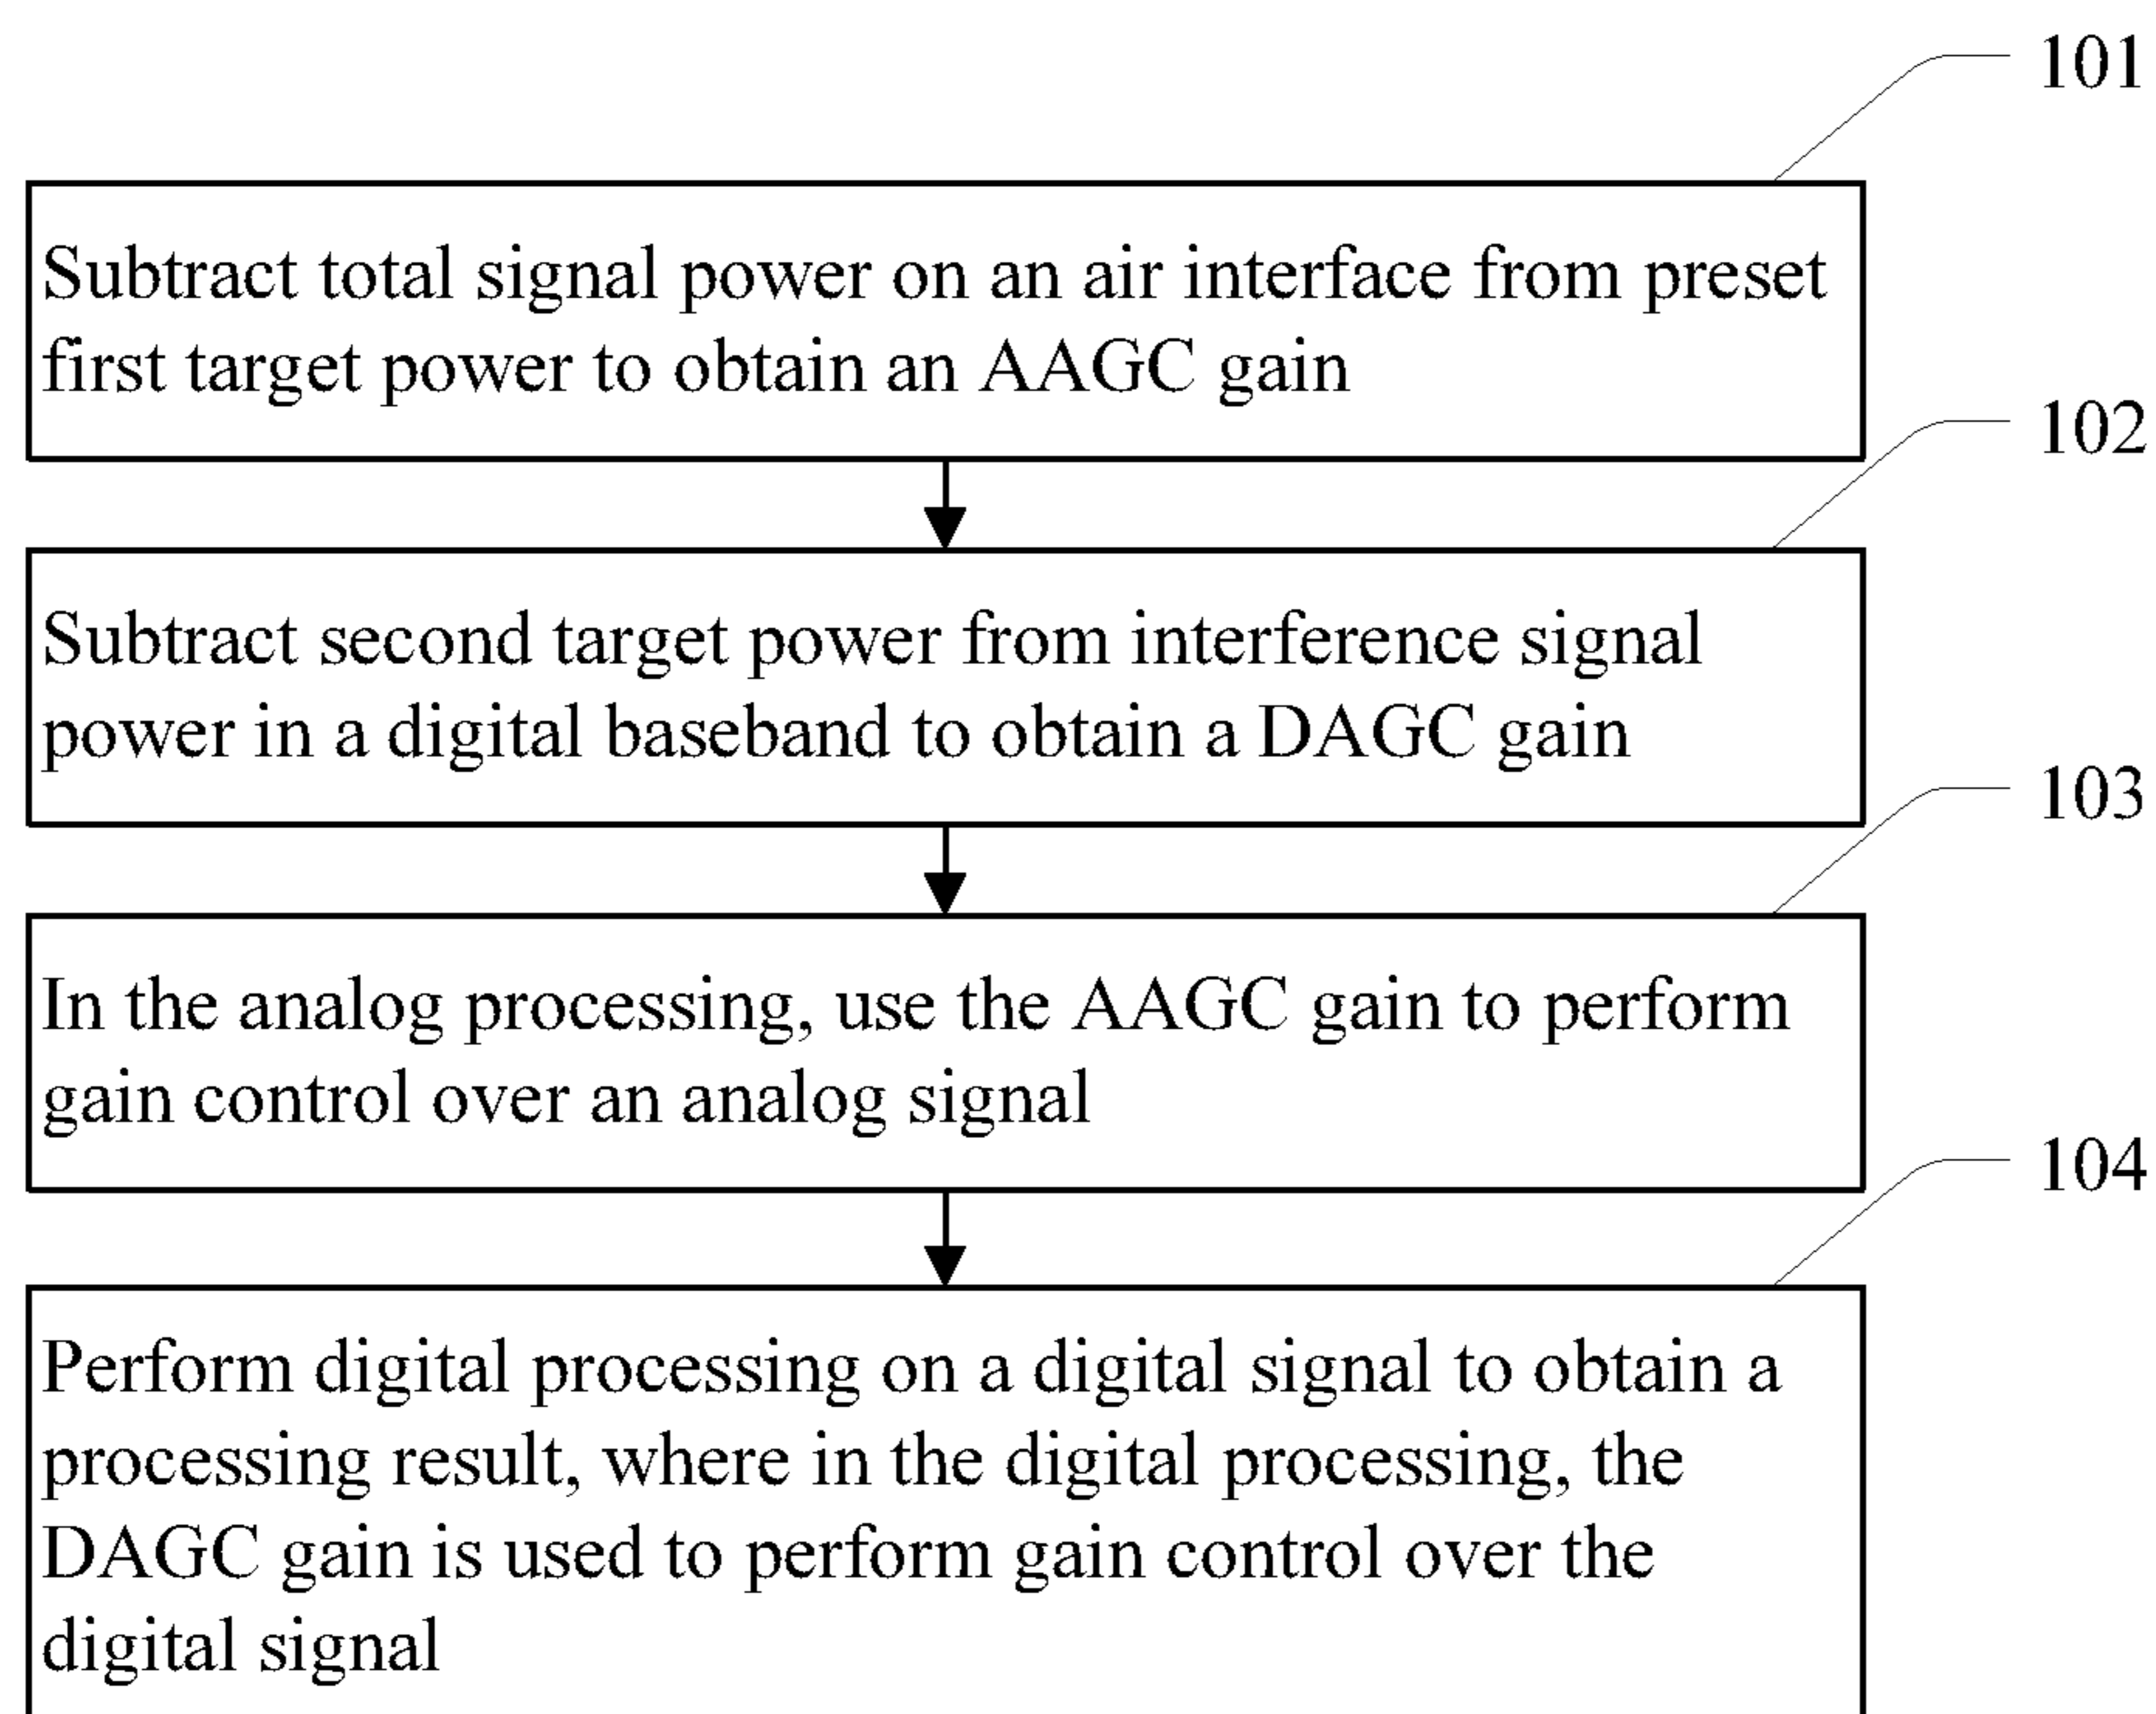 101
Subtract total signal power on an air interface from preset
first target power to obtain an AAGC gain
102
Subtract second target power from interference signal
power in a digital baseband to obtain a DAGC gain
103
In the analog processing, use the AAGC gain to perform
gain control over an analog signal
104
Perform digital processing on a digital signal to obtain a
processing result, where in the digital processing, the
DAGC gain is used to perform gain control over the
digital signal